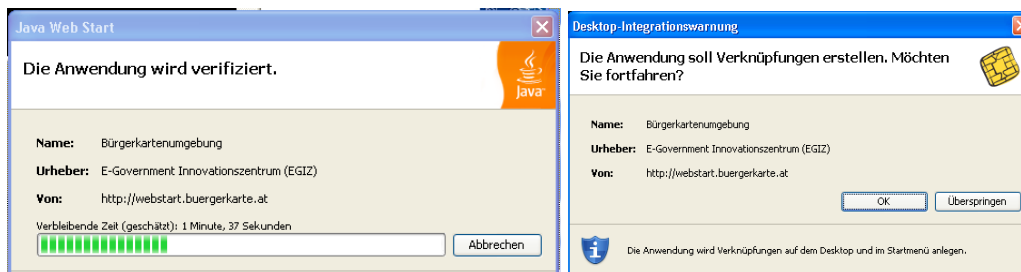 Java Web Start
Die Anwendung wird verifiziert.
Java
Name: Bürgerkartenumgebung
Urheber: E-Government Innovationszentrum (EGIZ)
Von: http://webstart.buergerkarte.at
Verbleibende Zeit (geschätzt): 1 Minute, 37 Sekunden
Abbrechen
Desktop-Integrationswarnung
Die Anwendung soll Verknüpfungen erstellen. Möchten
Sie fortfahren?
Name: Bürgerkartenumgebung
Urheber: E-Government Innovationszentrum (EGIZ)
Von: http://webstart.buergerkarte.at
OK Überspringen
Die Anwendung wird Verknüpfungen auf dem Desktop und im Startmenü anlegen.